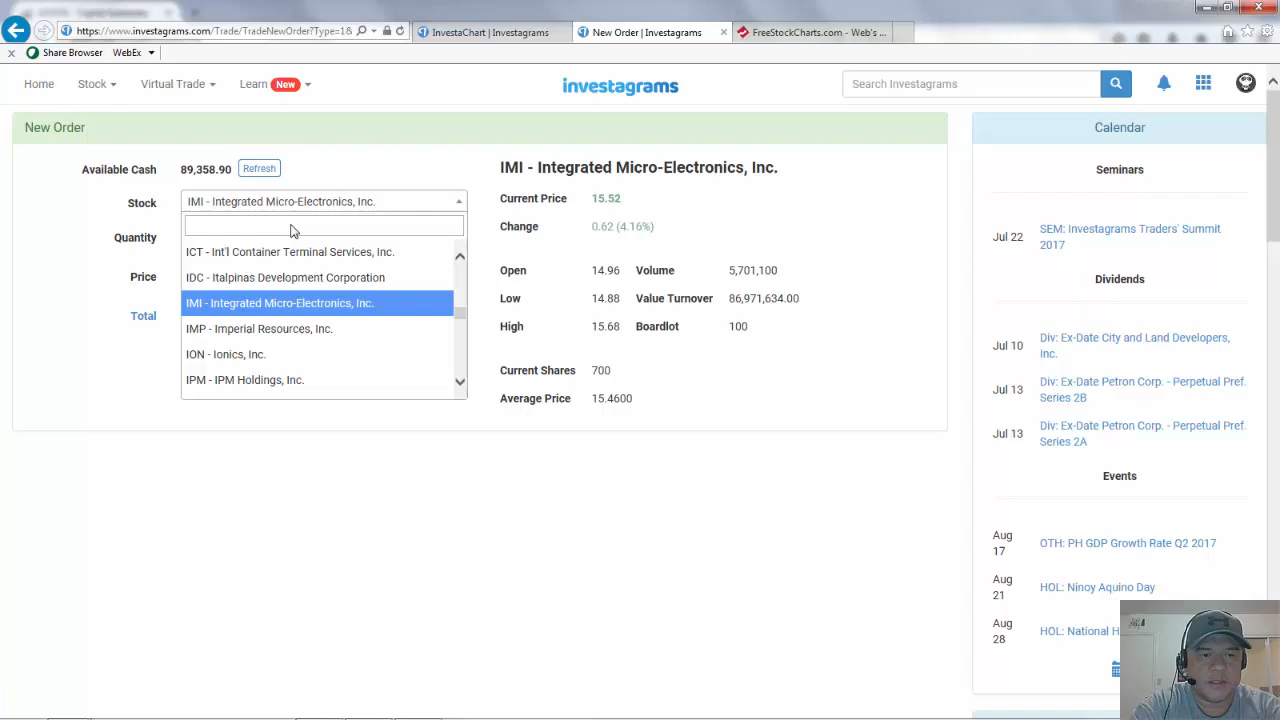 https://www.investagrams.com/Trade/TradeNewOrder?Type=1&
InvestaChart | Investagrams
New Order | Investagrams
FreeStockCharts.com - Web's ...
Share Browser WebEx
Home Stock Virtual Trade Learn New
investagrams
Search Investagrams
New Order
Available Cash 89,358.90 Refresh
Stock IMI - Integrated Micro-Electronics, Inc.
Quantity
Price
Total
ICT - Int'l Container Terminal Services, Inc.
IDC - Italpinas Development Corporation
IMI - Integrated Micro-Electronics, Inc.
IMP - Imperial Resources, Inc.
ION - Ionics, Inc.
IPM - IPM Holdings, Inc.
IMI - Integrated Micro-Electronics, Inc.
Current Price 15.52
Change 0.62 (4.16%)
Open 14.96 Volume 5,701,100
Low 14.88 Value Turnover 86,971,634.00
High 15.68 Boardlot 100
Current Shares 700
Average Price 15.4600
Calendar
Seminars
Jul 22 SEM: Investagrams Traders' Summit
2017
Dividends
Jul 10 Div: Ex-Date City and Land Developers,
Inc.
Jul 13 Div: Ex-Date Petron Corp. - Perpetual Pref.
Series 2B
Jul 13 Div: Ex-Date Petron Corp. - Perpetual Pref.
Series 2A
Events
Aug
17 OTH: PH GDP Growth Rate Q2 2017
Aug
21 HOL: Ninoy Aquino Day
Aug
28 HOL: National H